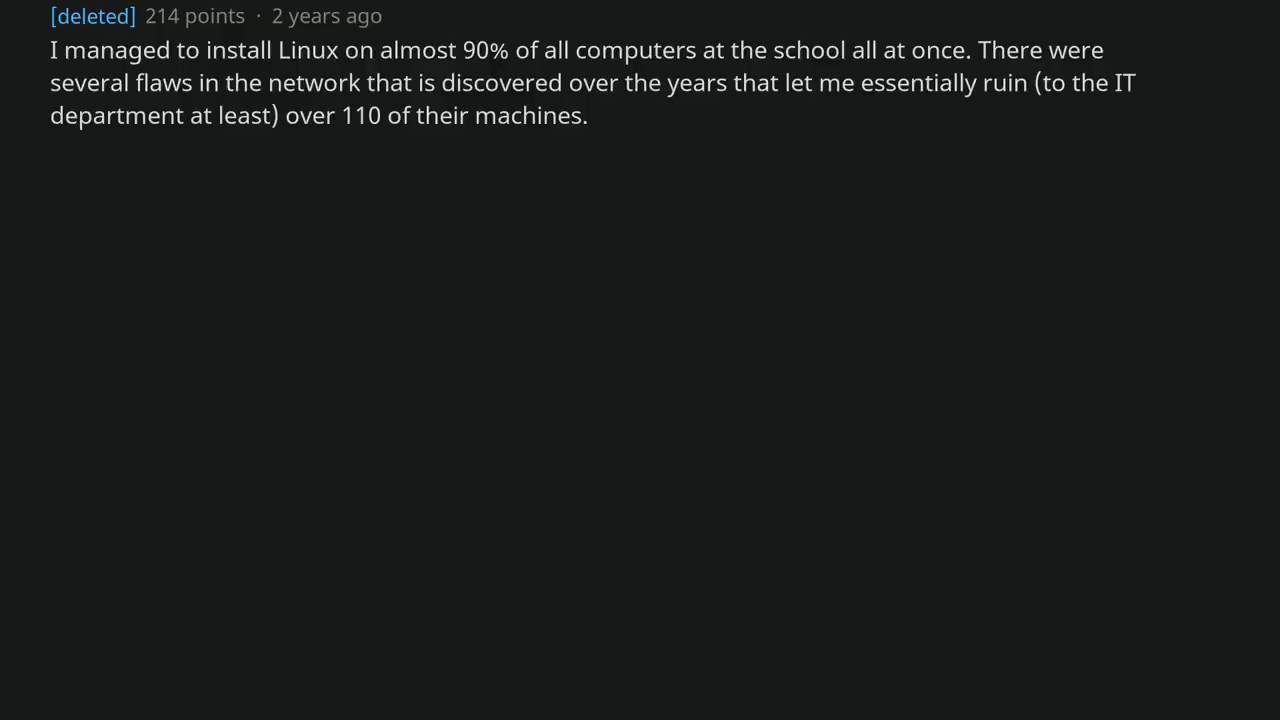 [deleted] 214 points · 2 years ago
I managed to install Linux on almost 90% of all computers at the school all at once. There were
several flaws in the network that is discovered over the years that let me essentially ruin (to the IT
department at least) over 110 of their machines.